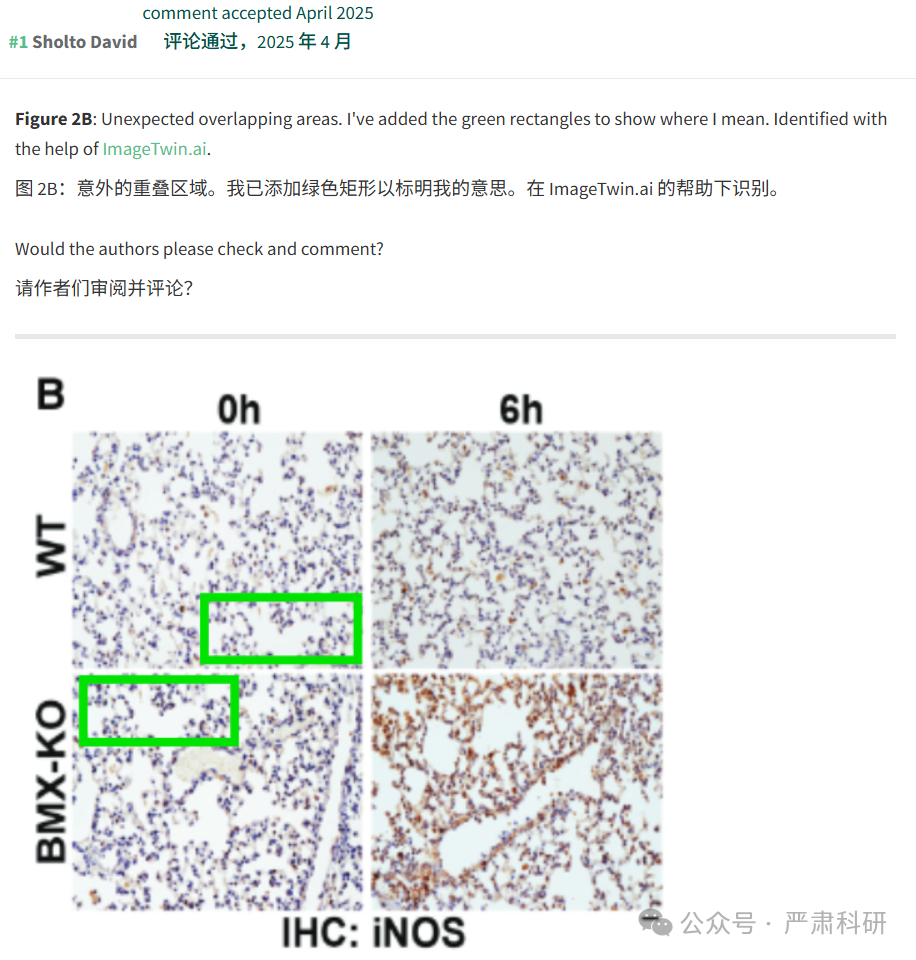 comment accepted April 2025
#1 Sholto David 评论通过，2025 年 4 月
Figure 2B: Unexpected overlapping areas. I've added the green rectangles to show where I mean. Identified with
the help of ImageTwin.ai.
图 2B：意外的重叠区域。我已添加绿色矩形以标明我的意思。在 ImageTwin.ai 的帮助下识别。
Would the authors please check and comment?
请作者们审阅并评论？
B
0h 6h
WT
BMX-KO
IHC: iNOS
公众号 · 严肃科研